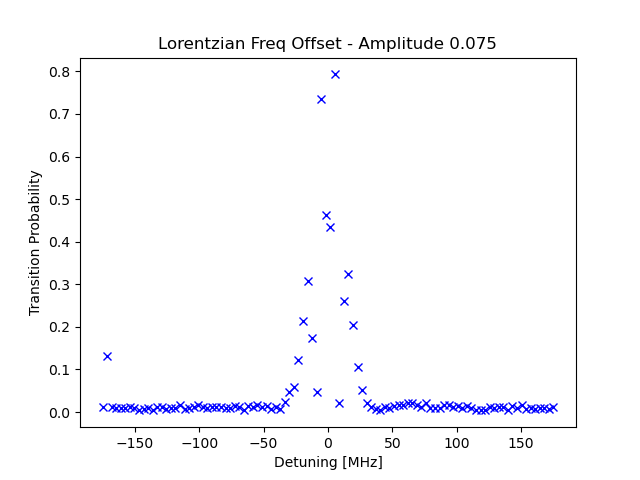 Lorentzian Freq Offset - Amplitude 0.075
Transition Probability
0.8
0.7
0.6
0.5
0.4
0.3
0.2
0.1
0.0
−150 −100 −50 0 50 100 150
Detuning [MHz]